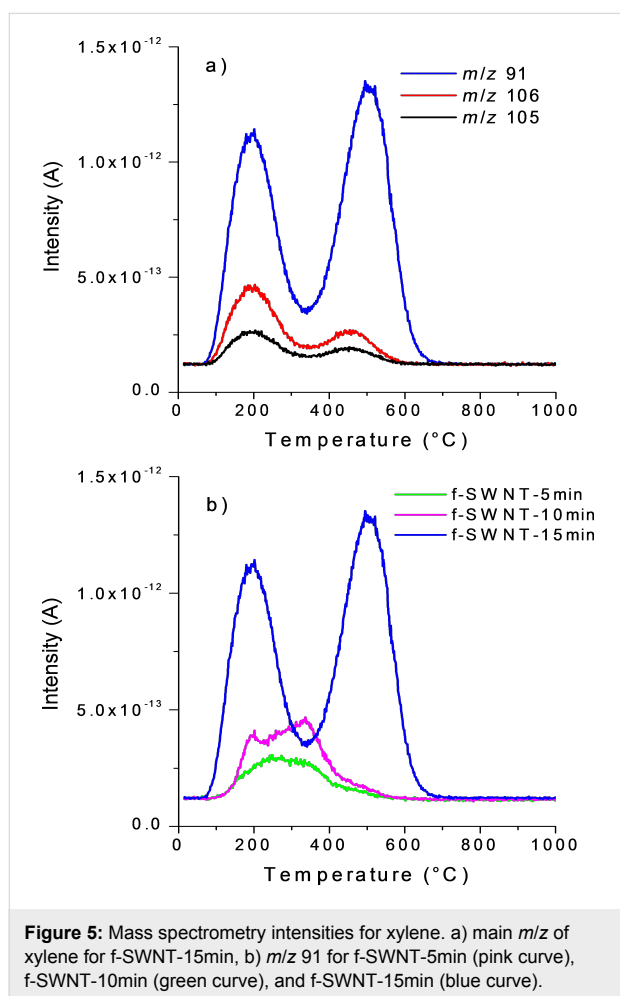 1.5x10-12
a)
m/z 91
m/z 106
m/z 105
1.0x10-12
Intensity (A)
5.0x10-13
0.0
0 200 400 600 800 1000
Temperature (°C)
1.5x10-12
b)
f-SWNT-5min
f-SWNT-10min
f-SWNT-15min
1.0x10-12
Intensity (A)
5.0x10-13
0.0
0 200 400 600 800 1000
Temperature (°C)
Figure 5: Mass spectrometry intensities for xylene. a) main m/z of
xylene for f-SWNT-15min, b) m/z 91 for f-SWNT-5min (pink curve),
f-SWNT-10min (green curve), and f-SWNT-15min (blue curve).